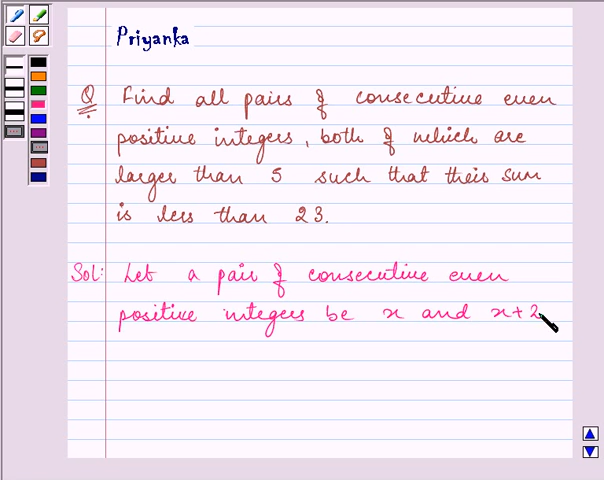 Priyanka
Q. Find all pairs of consecutive even
positive integers, both of which are
larger than 5 such that their sum
is less than 23.
Sol: Let a pair of consecutive even
positive integers be x and x+2